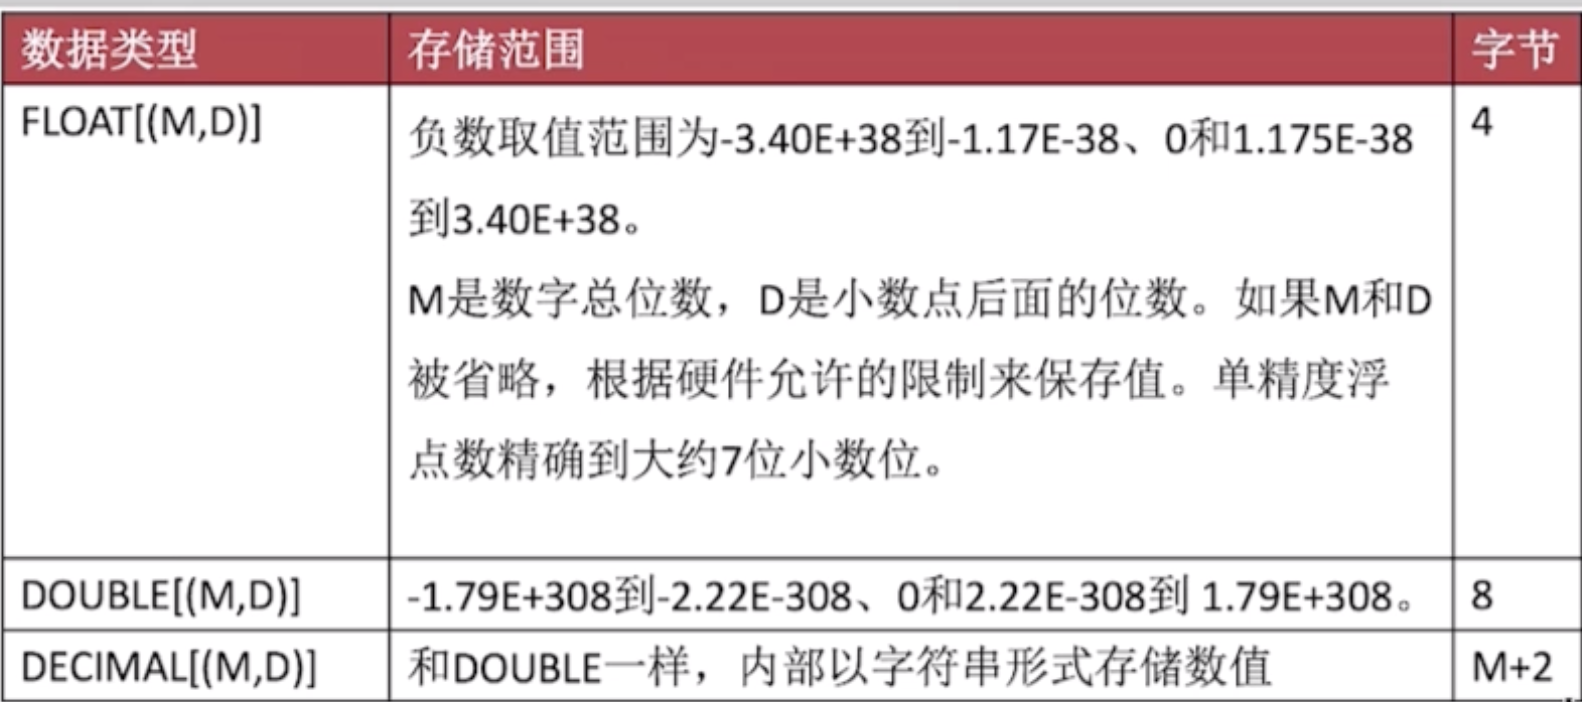 数据类型 存储范围 字节
FLOAT[(M,D)] 负数取值范围为-3.40E+38到-1.17E-38、0和1.175E-38 4
到3.40E+38。
M是数字总位数，D是小数点后面的位数。如果M和D
被省略，根据硬件允许的限制来保存值。单精度浮
点数精确到大约7位小数位。
DOUBLE[(M,D)] -1.79E+308到-2.22E-308、0和2.22E-308到 1.79E+308。 8
DECIMAL[(M,D)] 和DOUBLE一样，内部以字符串形式存储数值 M+2